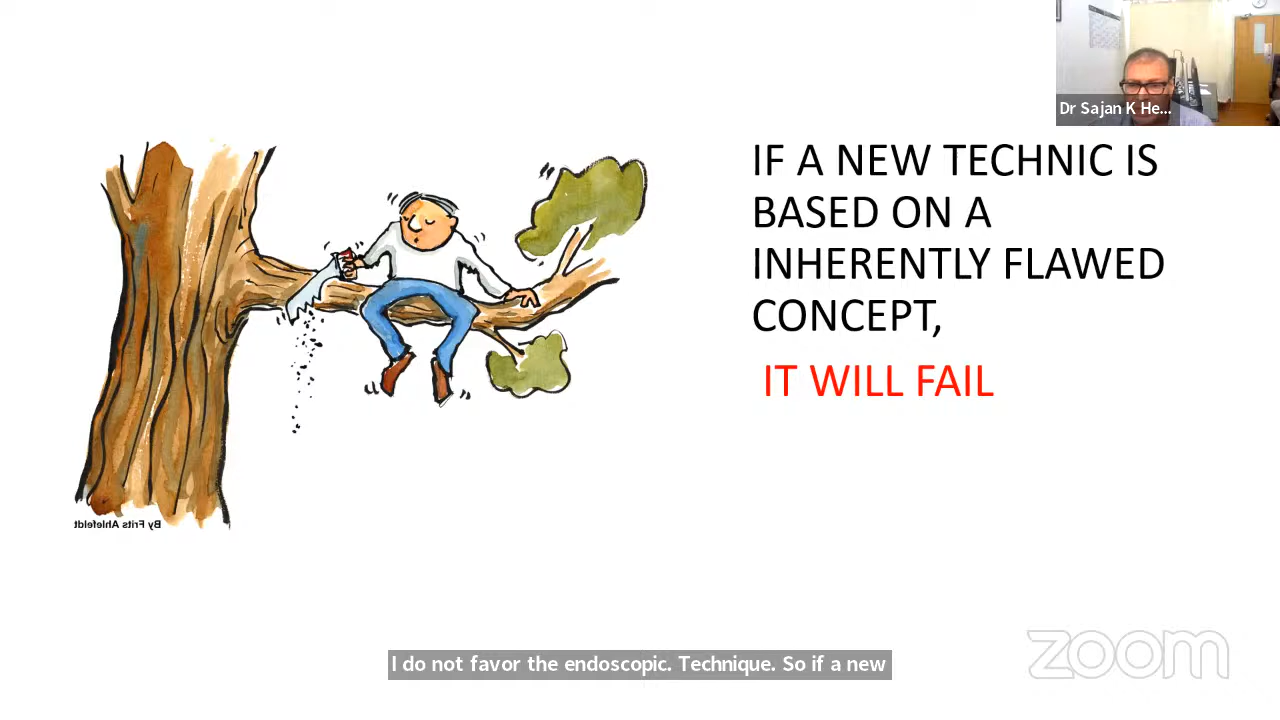 Dr Sajan K He...
IF A NEW TECHNIC IS
BASED ON A
INHERENTLY FLAWED
CONCEPT,
IT WILL FAIL
By Frits Ahlefeldt
I do not favor the endoscopic. Technique. So if a new
zoom